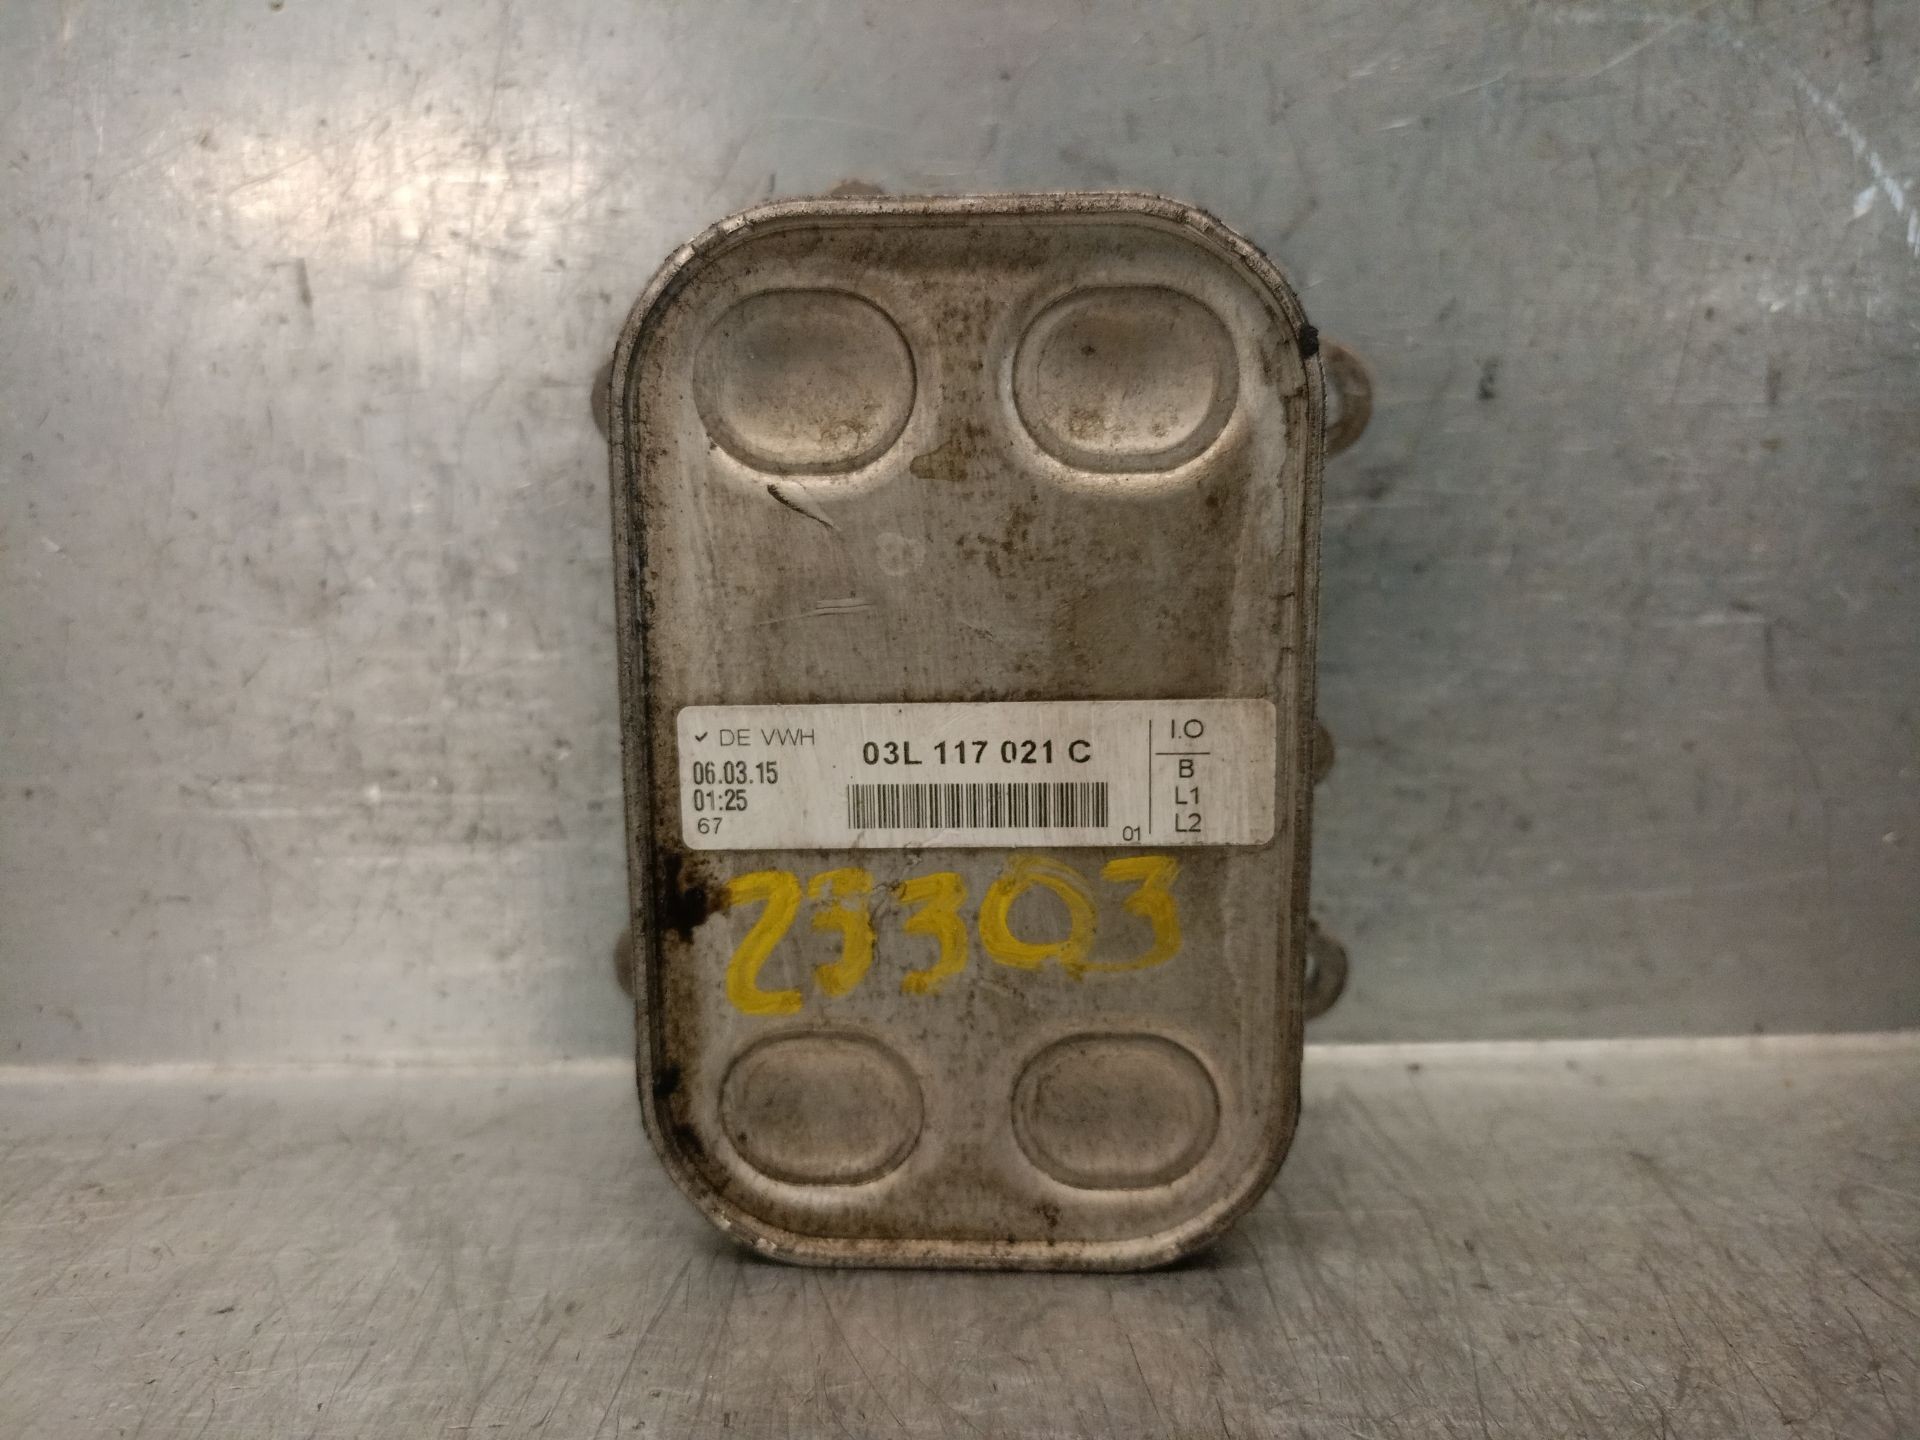 ✓ DE VWH
06.03.15
01:25
67
03L 117 021 C
01
I.O
B
L1
L2
23303